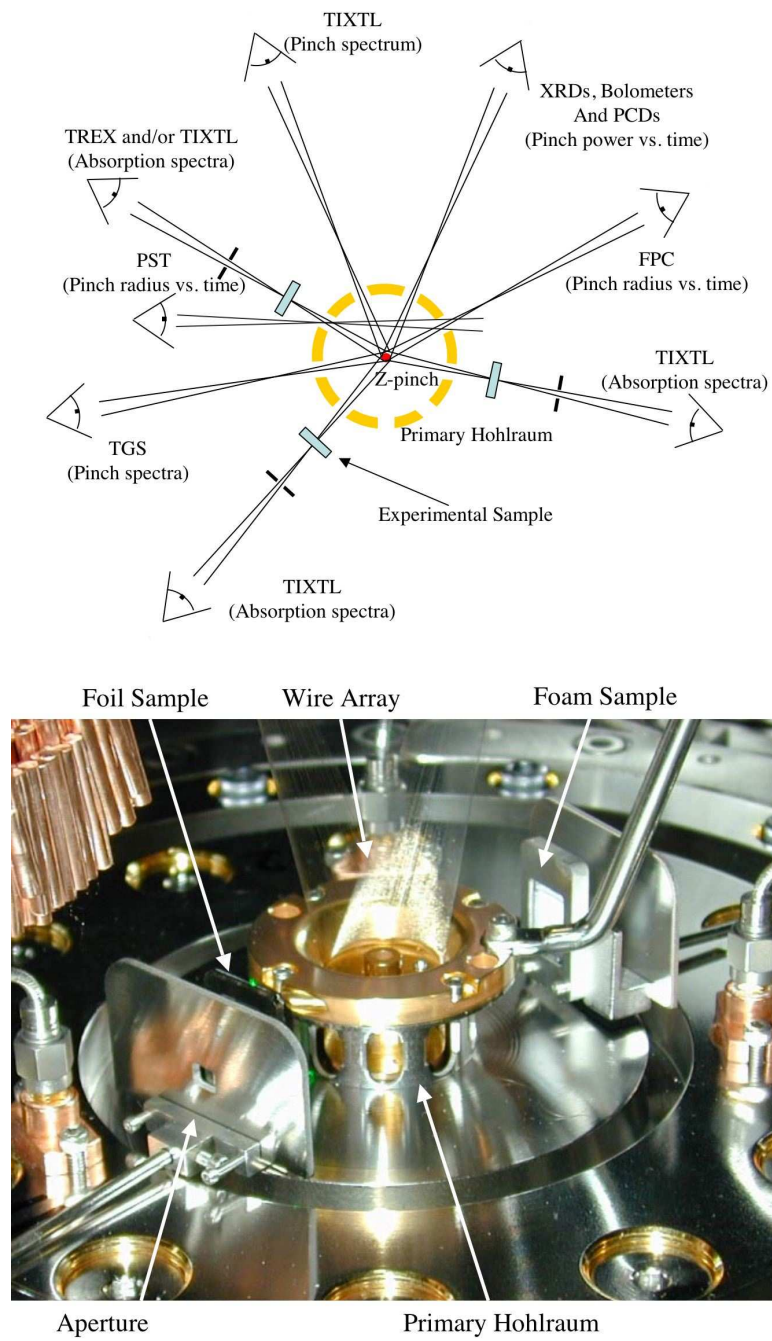 TIXTL
(Pinch spectrum)
XRDs, Bolometers
And PCDs
(Pinch power vs. time)
TREX and/or TIXTL
(Absorption spectra)
PST
(Pinch radius vs. time)
FPC
(Pinch radius vs. time)
Z-pinch
TIXTL
(Absorption spectra)
Primary Hohlraum
TGS
(Pinch spectra)
Experimental Sample
TIXTL
(Absorption spectra)
Foil Sample
Wire Array
Foam Sample
Aperture
Primary Hohlraum